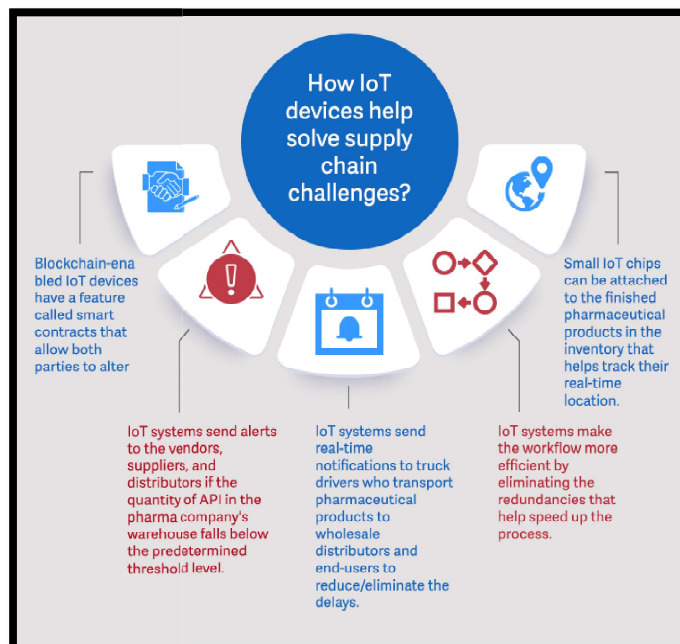 How IoT
devices help
solve supply
chain
challenges?
Blockchain-ena
bled IoT devices
have a feature
called smart
contracts that
allow both
parties to alter
IoT systems send alerts
to the vendors,
suppliers, and
distributors if the
quantity of API in the
pharma company's
warehouse falls below
the predetermined
threshold level.
IoT systems send
real-time
notifications to truck
drivers who transport
pharmaceutical
products to
wholesale
distributors and
end-users to
reduce/eliminate the
delays.
IoT systems make
the workflow more
efficient by
eliminating the
redundancies that
help speed up the
process.
Small IoT chips
can be attached
to the finished
pharmaceutical
products in the
inventory that
helps track their
real-time
location.